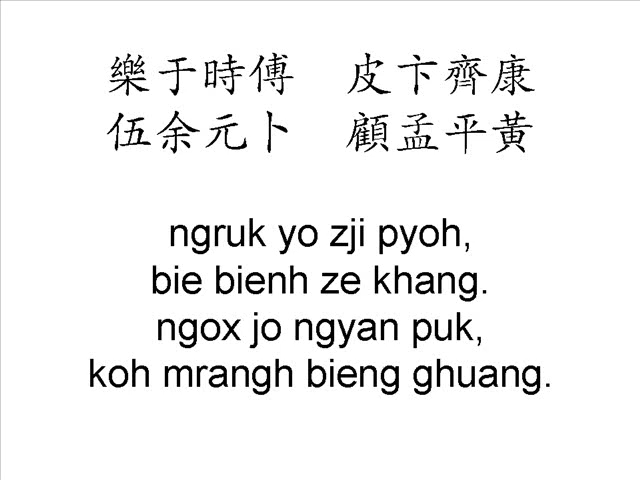 樂于時傅 皮卞齊康
伍余元卜 顧孟平黃
ngruk yo zji pyoh,
bie bienh ze khang.
ngox jo ngyan puk,
koh mrangh bieng ghuang.